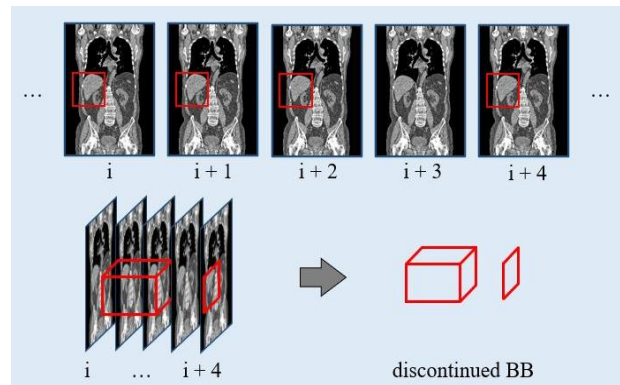 ... ...
i i + 1 i + 2 i + 3 i + 4
i ... i + 4 discontinued BB